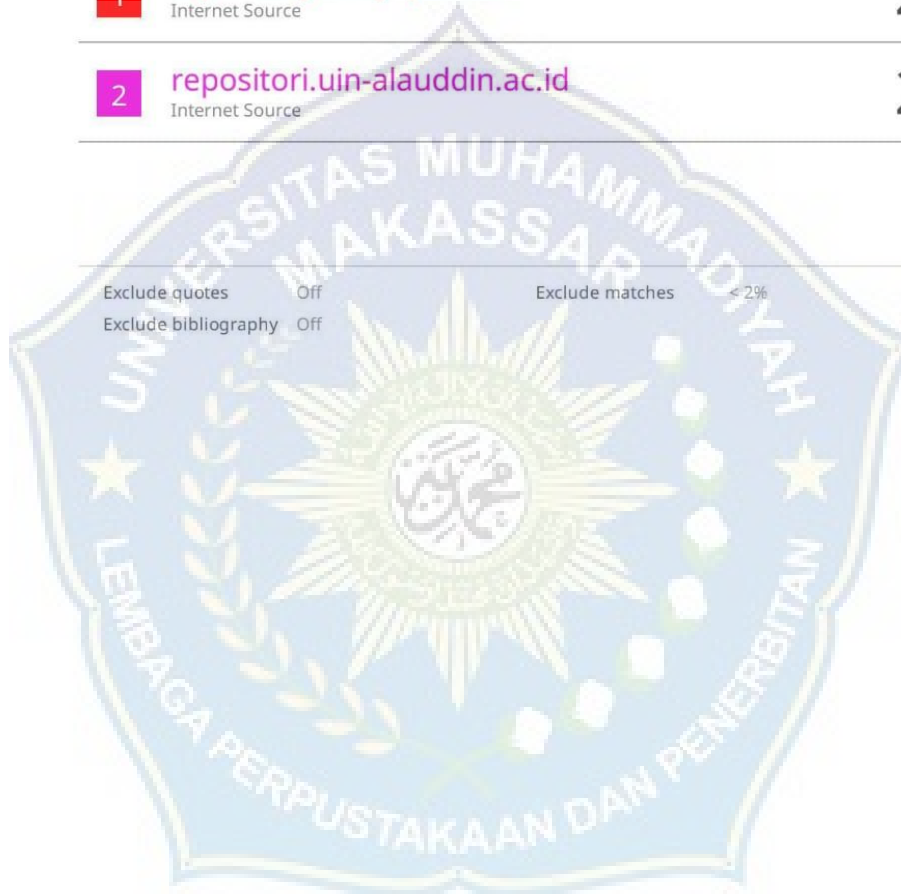 Internet Source
2
repositori.uin-alauddin.ac.id
Internet Source
UNIVERSITAS MUHAMMADIYAH
MAKASSAR
Exclude quotes Off
Exclude matches < 2%
Exclude bibliography Off
LEMBAGA PERPUSTAKAAN DAN PENERBITAN